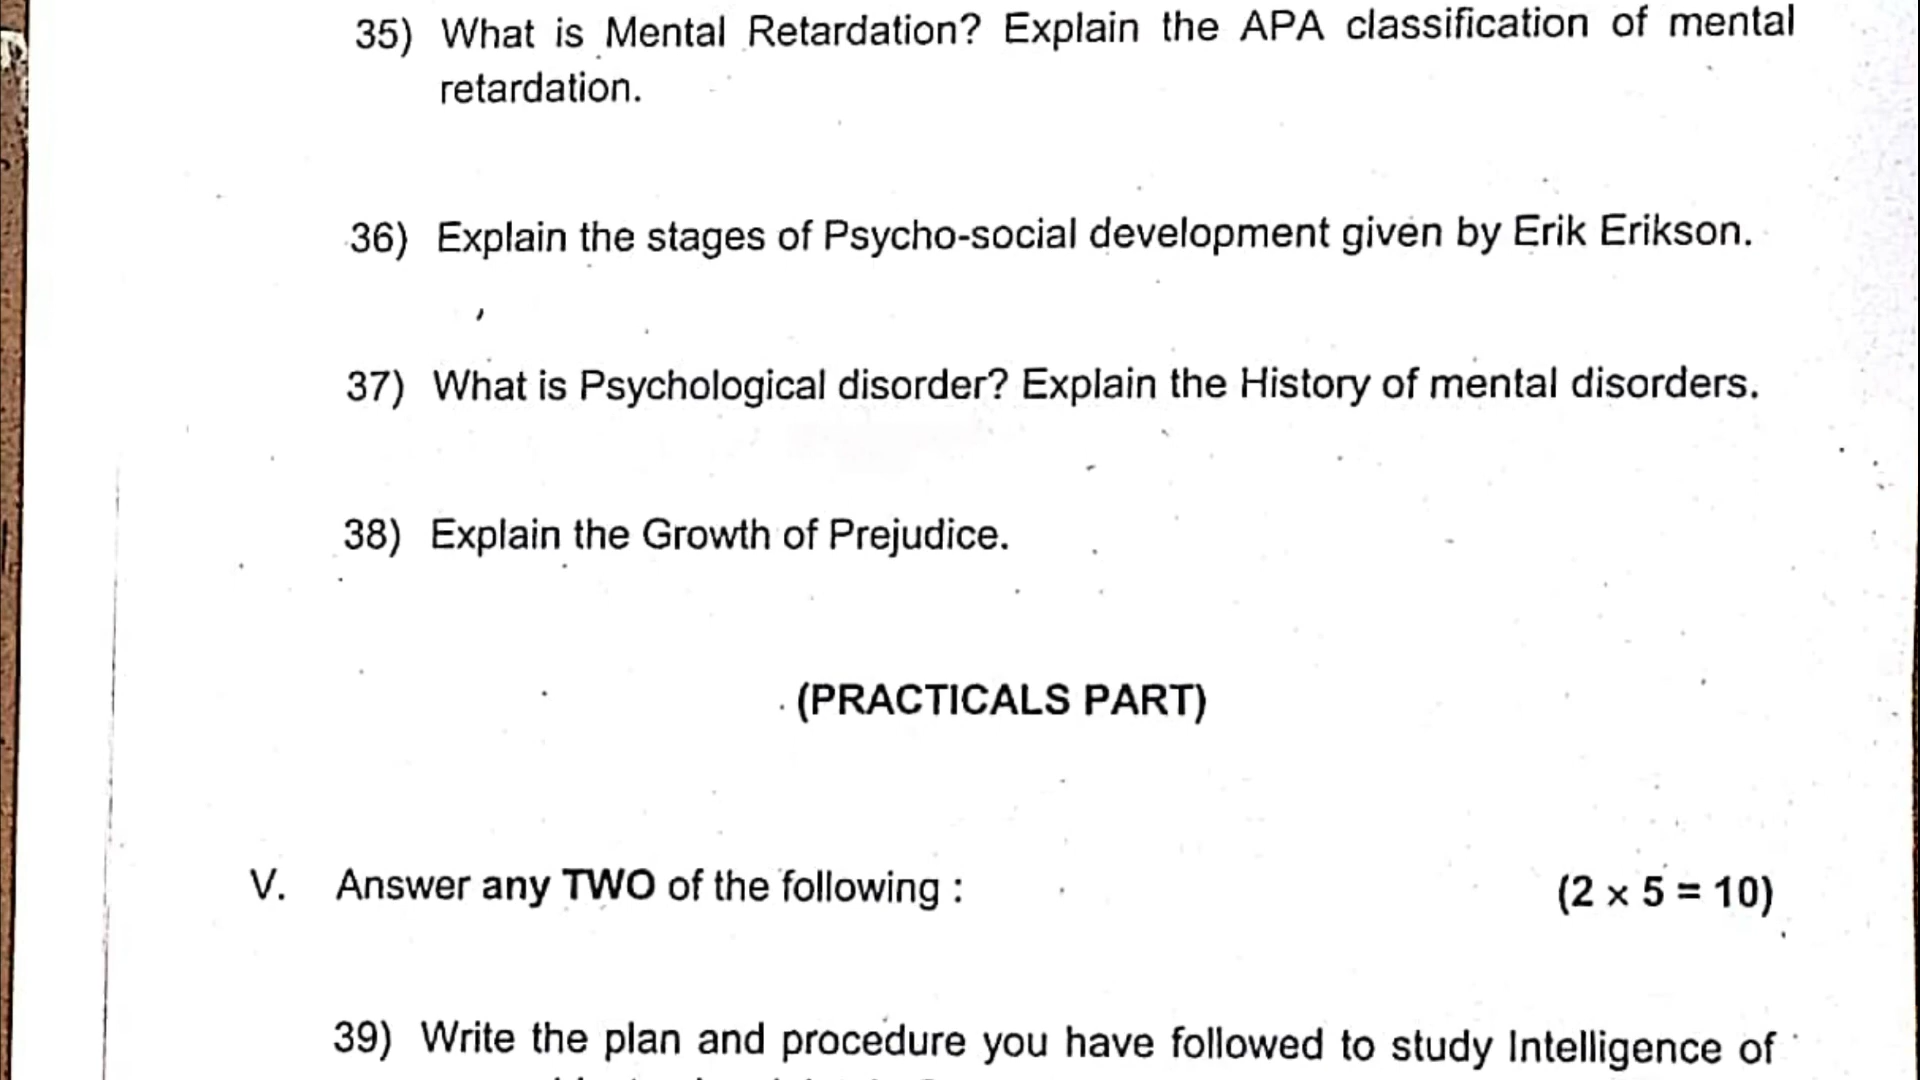 35) What is Mental Retardation? Explain the APA classification of mental
retardation.
36) Explain the stages of Psycho-social development given by Erik Erikson.
37) What is Psychological disorder? Explain the History of mental disorders.
38) Explain the Growth of Prejudice.
(PRACTICALS PART)
V. Answer any TWO of the following : (2 × 5 = 10)
39) Write the plan and procedure you have followed to study Intelligence of